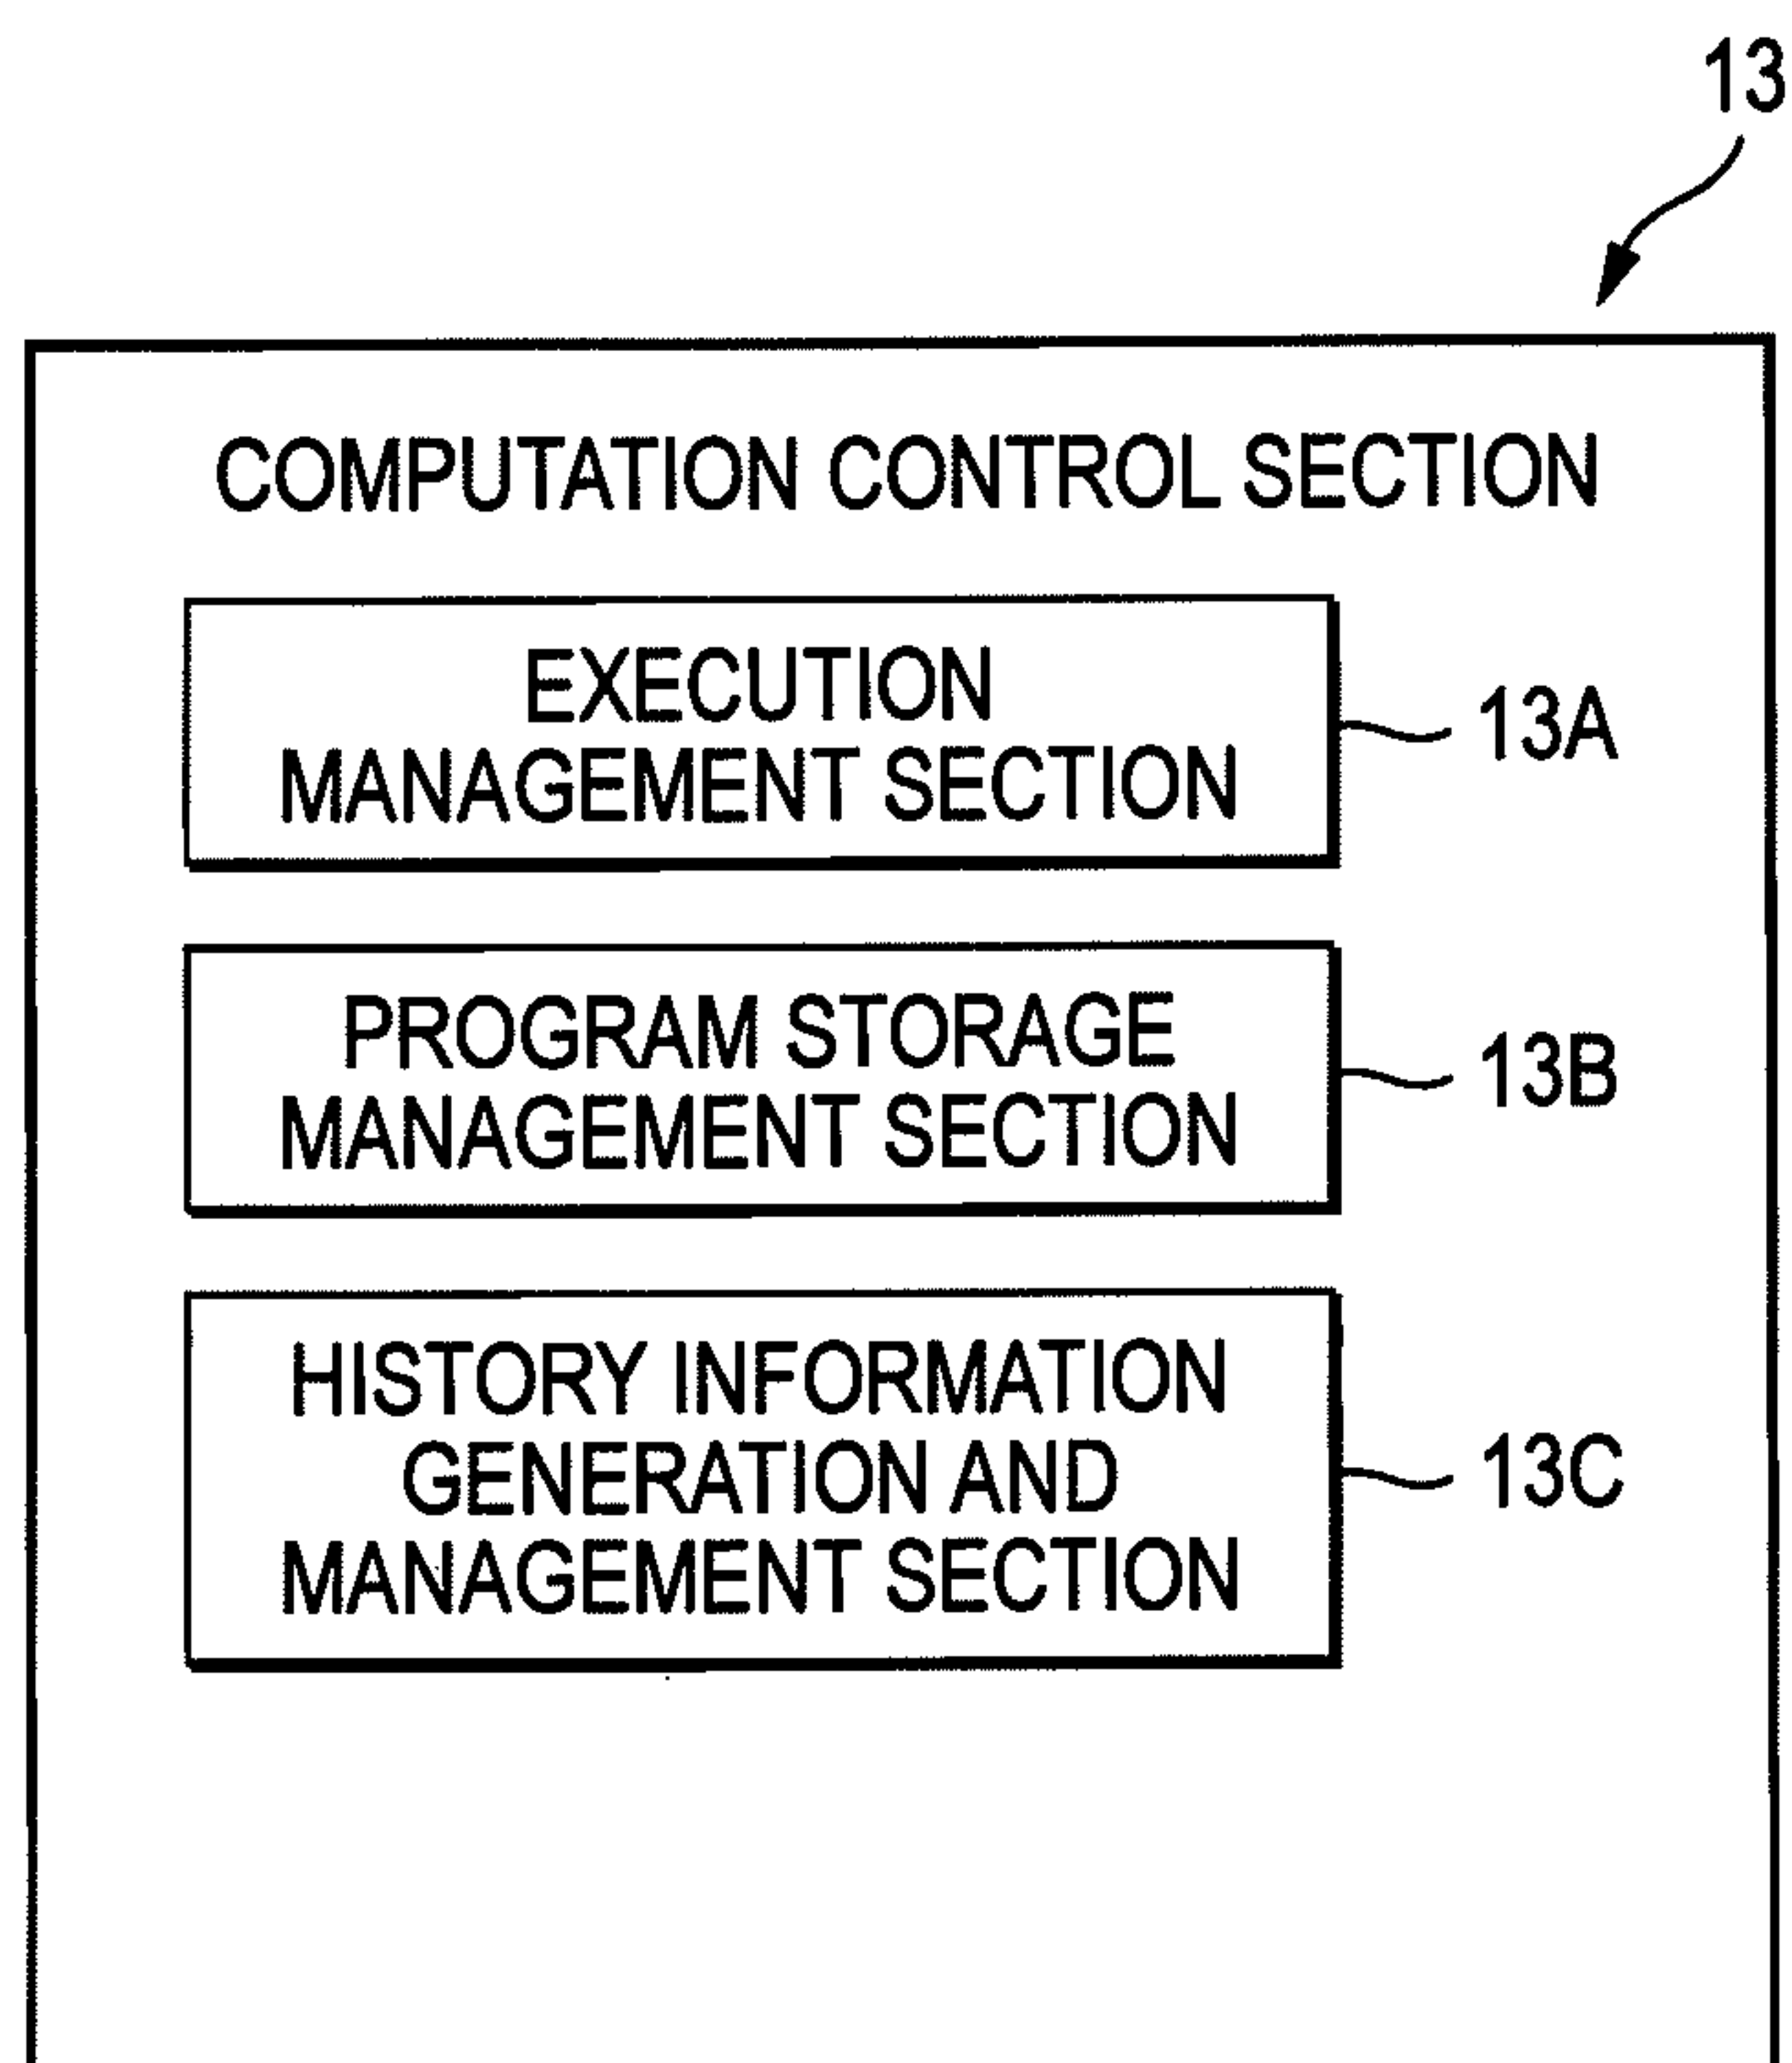 13
COMPUTATION CONTROL SECTION
EXECUTION
MANAGEMENT SECTION
13A
PROGRAM STORAGE
MANAGEMENT SECTION
13B
HISTORY INFORMATION
GENERATION AND
MANAGEMENT SECTION
13C